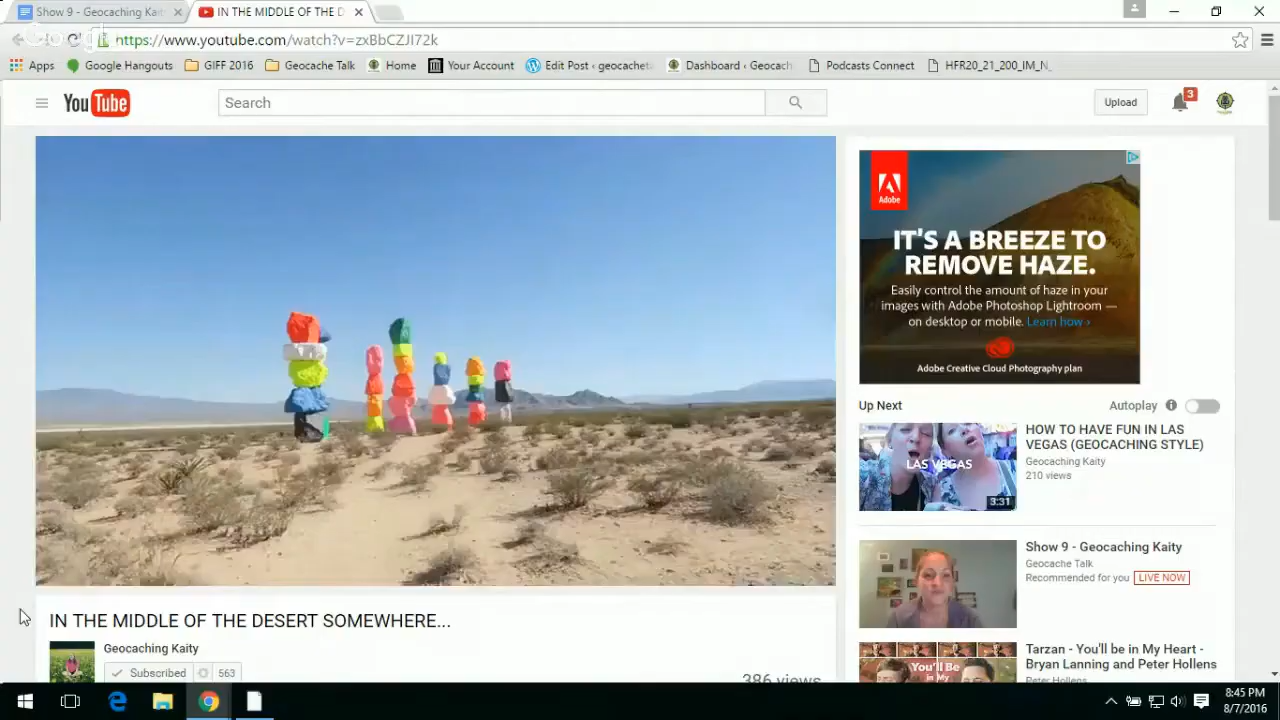 Show 9 - Geocaching Kait
IN THE MIDDLE OF THE D
https://www.youtube.com/watch?v=zxBbCZJI72k
Apps
Google Hangouts
GIFF 2016
Geocache Talk
Home
Your Account
Edit Post ‹ geocacheta
Dashboard ‹ Geocach
Podcasts Connect
HFR20_21_200_IM_N_
YouTube
Search
Upload
3
Adobe
IT'S A BREEZE TO
REMOVE HAZE.
Easily control the amount of haze in your
images with Adobe Photoshop Lightroom —
on desktop or mobile. Learn how ›
Adobe Creative Cloud Photography plan
Up Next
Autoplay
LAS VEGAS
3:31
HOW TO HAVE FUN IN LAS
VEGAS (GEOCACHING STYLE)
Geocaching Kaity
210 views
Show 9 - Geocaching Kaity
Geocache Talk
Recommended for you LIVE NOW
You'll Be
in My
Tarzan - You'll be in My Heart -
Bryan Lanning and Peter Hollens
Peter Hollens
IN THE MIDDLE OF THE DESERT SOMEWHERE...
Geocaching Kaity
Subscribed
563
386 views
8:45 PM
8/7/2016